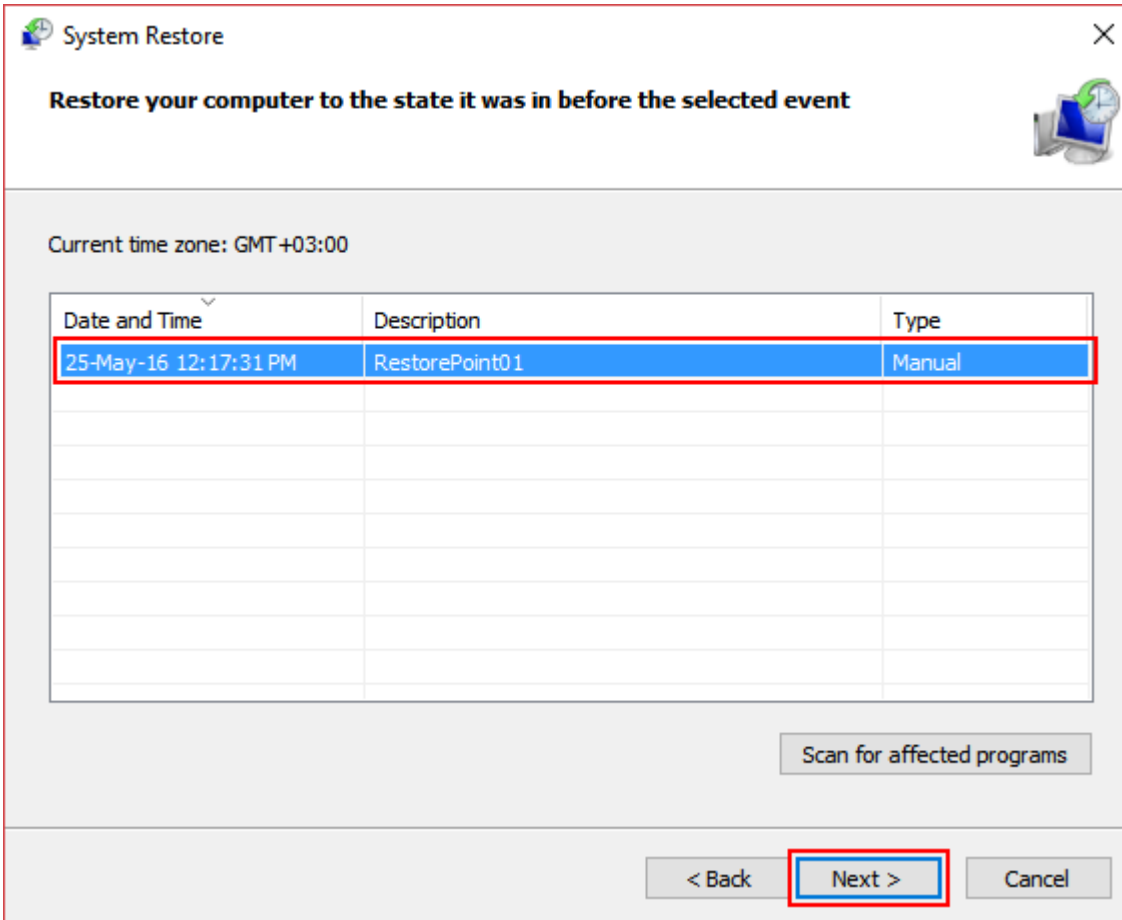 System Restore
Restore your computer to the state it was in before the selected event
Current time zone: GMT+03:00
Date and Time Description Type
25-May-16 12:17:31 PM RestorePoint01 Manual
Scan for affected programs
< Back Next > Cancel